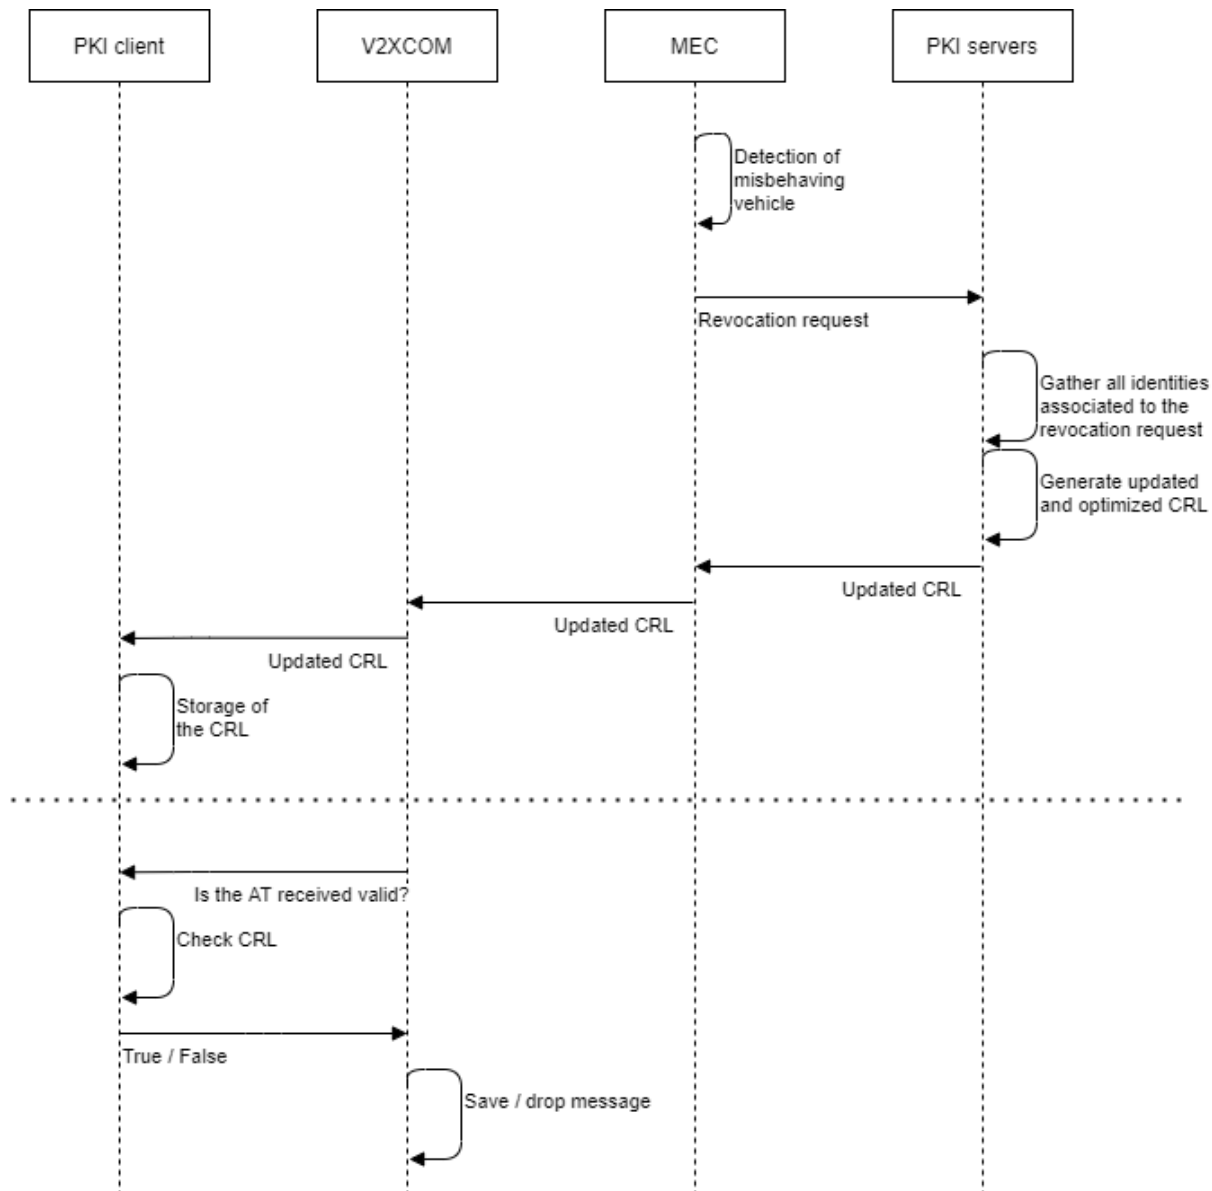 PKI client
V2XCOM
MEC
PKI servers
Detection of
misbehaving
vehicle
Revocation request
Gather all identities
associated to the
revocation request
Generate updated
and optimized CRL
Updated CRL
Updated CRL
Updated CRL
Storage of
the CRL
Is the AT received valid?
Check CRL
True / False
Save / drop message